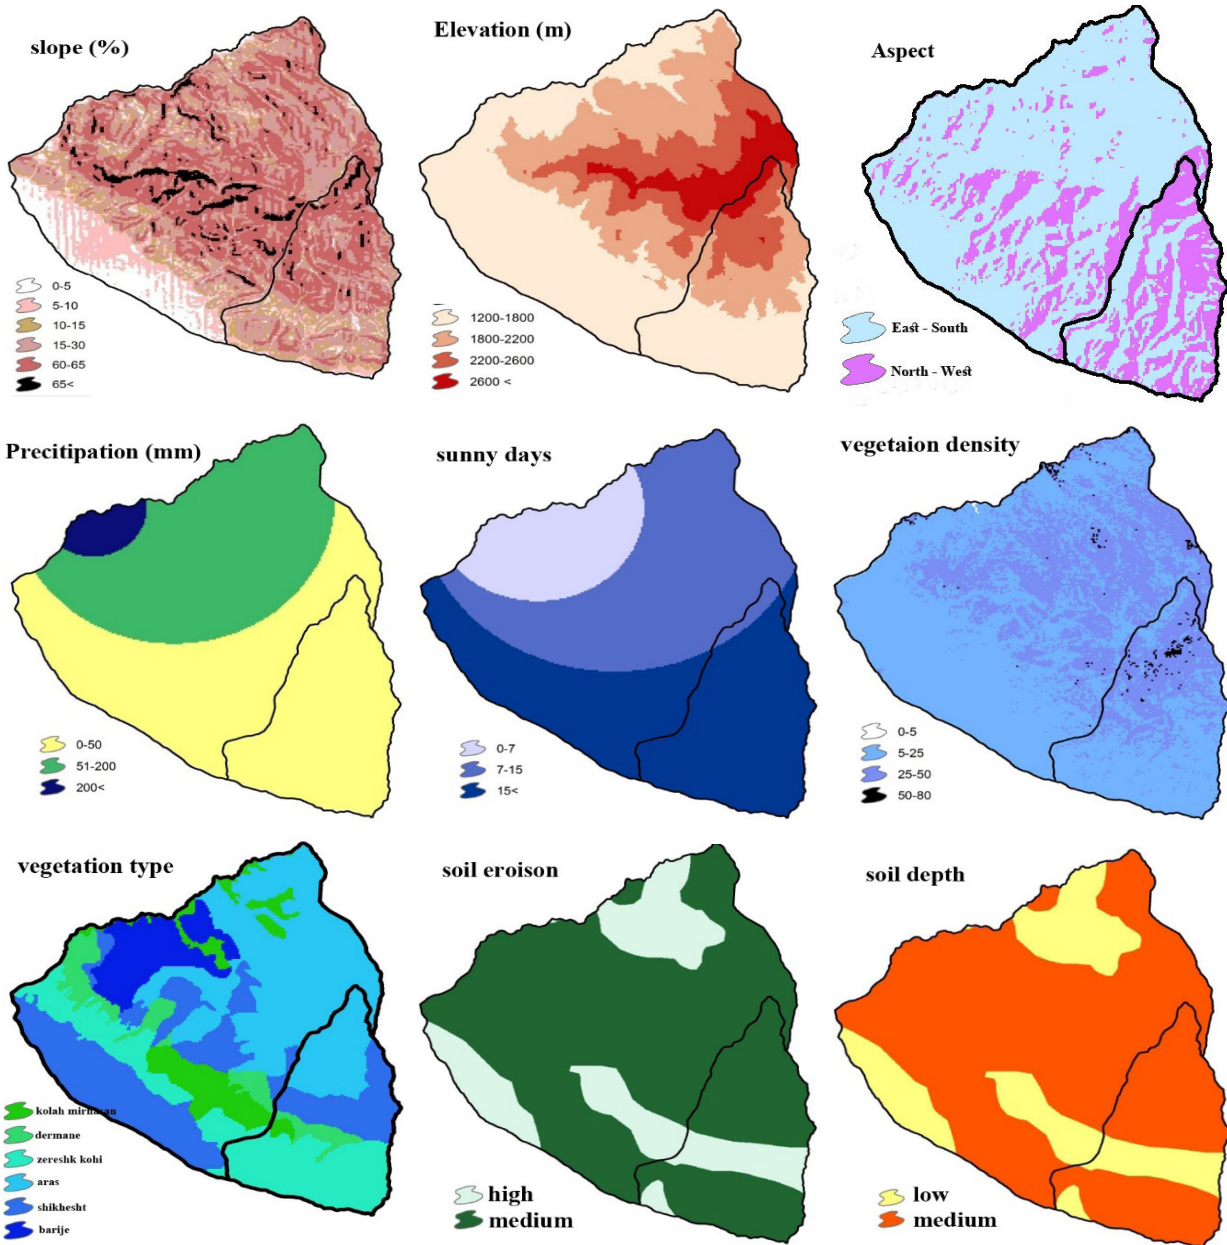 slope (%)
0-5
5-10
10-15
15-30
60-65
65<
Elevation (m)
1200-1800
1800-2200
2200-2600
2600 <
Aspect
East - South
North - West
Precitipation (mm)
0-50
51-200
200<
sunny days
0-7
7-15
15<
vegetaion density
0-5
5-25
25-50
50-80
vegetation type
kolah mirhasan
dermane
zereshk kohi
aras
shikhesht
barije
soil eroison
high
medium
soil depth
low
medium